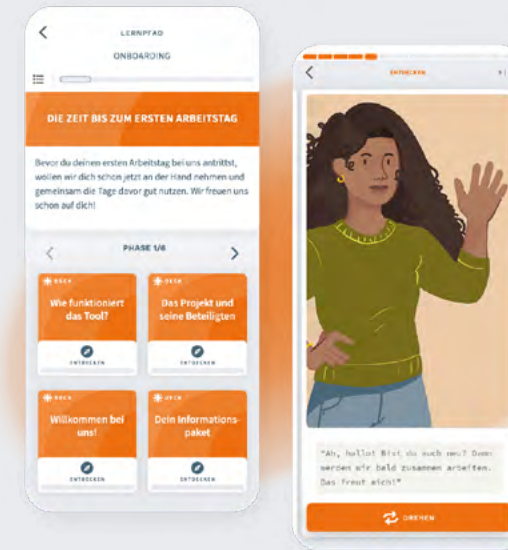 LERNPFAD
ONBOARDING
DIE ZEIT BIS ZUM ERSTEN ARBEITSTAG
Bevor du deinen ersten Arbeitstag bei uns antrittst,
wollen wir dich schon jetzt an der Hand nehmen und
gemeinsam die Tage davor gut nutzen. Wir freuen uns
schon auf dich!
PHASE 1/6
DECK
Wie funktioniert
das Tool?
ENTDECKEN
DECK
Das Projekt und
seine Beteiligten
ENTDECKEN
DECK
Willkommen bei
uns!
ENTDECKEN
DECK
Dein Informations-
paket
ENTDECKEN
ENTDECKEN
"Ah, hallo! Bist du auch neu? Dann
werden wir bald zusammen arbeiten.
Das freut mich!"
DREHEN